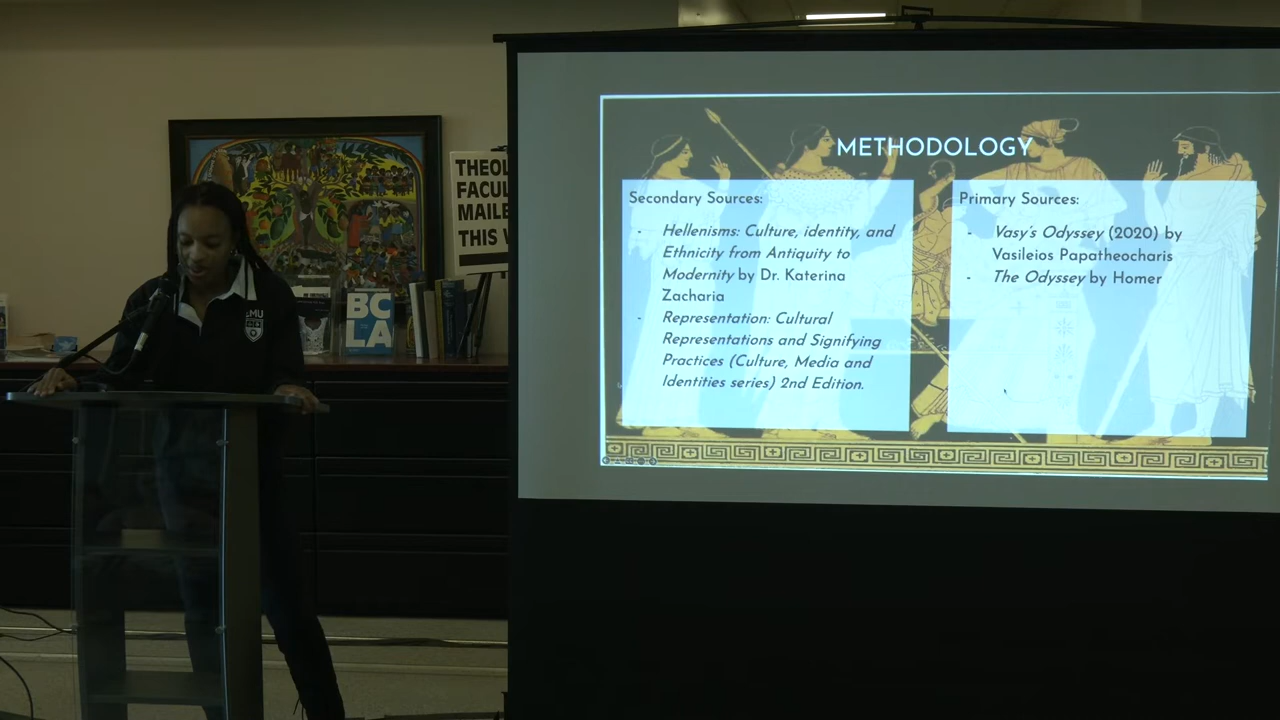 THEOL
FACUL
MAILE
THIS
BC
LA
LMU
METHODOLOGY
Secondary Sources:
- Hellenisms: Culture, identity, and
Ethnicity from Antiquity to
Modernity by Dr. Katerina
Zacharia
- Representation: Cultural
Representations and Signifying
Practices (Culture, Media and
Identities series) 2nd Edition.
Primary Sources:
- Vasy's Odyssey (2020) by
Vasileios Papatheocharis
- The Odyssey by Homer